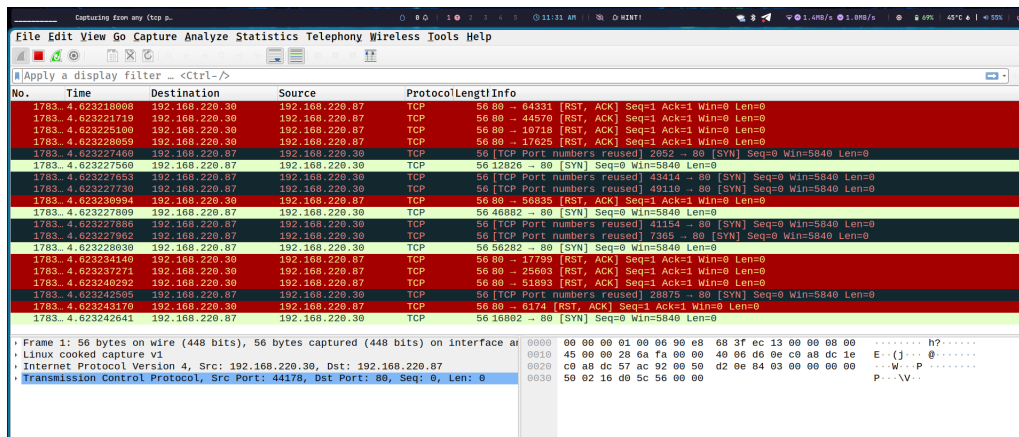 Capturing from any (tcp p…
0 1 0 2 3 4 5 11:31 AM HINT! 1.4MB/s 1.0MB/s 69% 45°C 55%
File Edit View Go Capture Analyze Statistics Telephony Wireless Tools Help
Apply a display filter … <Ctrl-/>
No. Time Destination Source Protocol Length Info
1783… 4.623218008 192.168.220.30 192.168.220.87 TCP 56 80 → 64331 [RST, ACK] Seq=1 Ack=1 Win=0 Len=0
1783… 4.623221719 192.168.220.30 192.168.220.87 TCP 56 80 → 44570 [RST, ACK] Seq=1 Ack=1 Win=0 Len=0
1783… 4.623225100 192.168.220.30 192.168.220.87 TCP 56 80 → 10718 [RST, ACK] Seq=1 Ack=1 Win=0 Len=0
1783… 4.623228059 192.168.220.30 192.168.220.87 TCP 56 80 → 17625 [RST, ACK] Seq=1 Ack=1 Win=0 Len=0
1783… 4.623227460 192.168.220.87 192.168.220.30 TCP 56 [TCP Port numbers reused] 2052 → 80 [SYN] Seq=0 Win=5840 Len=0
1783… 4.623227560 192.168.220.87 192.168.220.30 TCP 56 12826 → 80 [SYN] Seq=0 Win=5840 Len=0
1783… 4.623227653 192.168.220.87 192.168.220.30 TCP 56 [TCP Port numbers reused] 43414 → 80 [SYN] Seq=0 Win=5840 Len=0
1783… 4.623227730 192.168.220.87 192.168.220.30 TCP 56 [TCP Port numbers reused] 49110 → 80 [SYN] Seq=0 Win=5840 Len=0
1783… 4.623230994 192.168.220.30 192.168.220.87 TCP 56 80 → 56835 [RST, ACK] Seq=1 Ack=1 Win=0 Len=0
1783… 4.623227809 192.168.220.87 192.168.220.30 TCP 56 46882 → 80 [SYN] Seq=0 Win=5840 Len=0
1783… 4.623227886 192.168.220.87 192.168.220.30 TCP 56 [TCP Port numbers reused] 41154 → 80 [SYN] Seq=0 Win=5840 Len=0
1783… 4.623227962 192.168.220.87 192.168.220.30 TCP 56 [TCP Port numbers reused] 7365 → 80 [SYN] Seq=0 Win=5840 Len=0
1783… 4.623228030 192.168.220.87 192.168.220.30 TCP 56 56282 → 80 [SYN] Seq=0 Win=5840 Len=0
1783… 4.623234140 192.168.220.30 192.168.220.87 TCP 56 80 → 17799 [RST, ACK] Seq=1 Ack=1 Win=0 Len=0
1783… 4.623237271 192.168.220.30 192.168.220.87 TCP 56 80 → 25603 [RST, ACK] Seq=1 Ack=1 Win=0 Len=0
1783… 4.623240292 192.168.220.30 192.168.220.87 TCP 56 80 → 51893 [RST, ACK] Seq=1 Ack=1 Win=0 Len=0
1783… 4.623242505 192.168.220.87 192.168.220.30 TCP 56 [TCP Port numbers reused] 28875 → 80 [SYN] Seq=0 Win=5840 Len=0
1783… 4.623243170 192.168.220.30 192.168.220.87 TCP 56 80 → 6174 [RST, ACK] Seq=1 Ack=1 Win=0 Len=0
1783… 4.623242641 192.168.220.87 192.168.220.30 TCP 56 16802 → 80 [SYN] Seq=0 Win=5840 Len=0
Frame 1: 56 bytes on wire (448 bits), 56 bytes captured (448 bits) on interface an
Linux cooked capture v1
Internet Protocol Version 4, Src: 192.168.220.30, Dst: 192.168.220.87
Transmission Control Protocol, Src Port: 44178, Dst Port: 80, Seq: 0, Len: 0
0000 00 00 00 01 00 06 90 e8 68 3f ec 13 00 00 08 00 ········ h?······
0010 45 00 00 28 6a fa 00 00 40 06 d6 0e c0 a8 dc 1e E··(j··· @·······
0020 c0 a8 dc 57 ac 92 00 50 d2 0e 84 03 00 00 00 00 ···W···P ········
0030 50 02 16 d0 5c 56 00 00 P···\V··